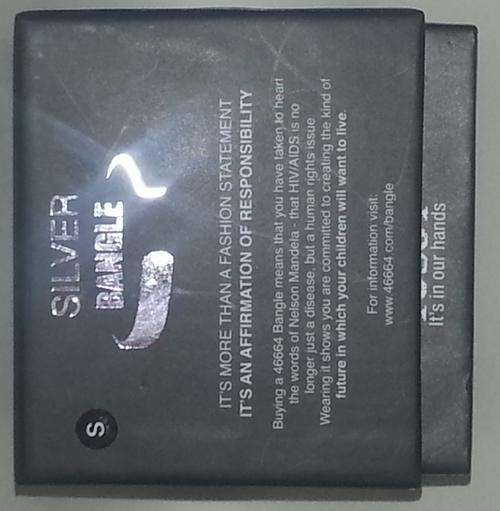 S
SILVER
BANGLE
IT'S MORE THAN A FASHION STATEMENT
IT'S AN AFFIRMATION OF RESPONSIBILITY
Buying a 46664 Bangle means that you have taken to heart
the words of Nelson Mandela - that HIV/AIDS is no
longer just a disease, but a human rights issue
Wearing it shows you are committed to creating the kind of
future in which your children will want to live.
For information visit:
www.46664.com/bangle
It's in our hands